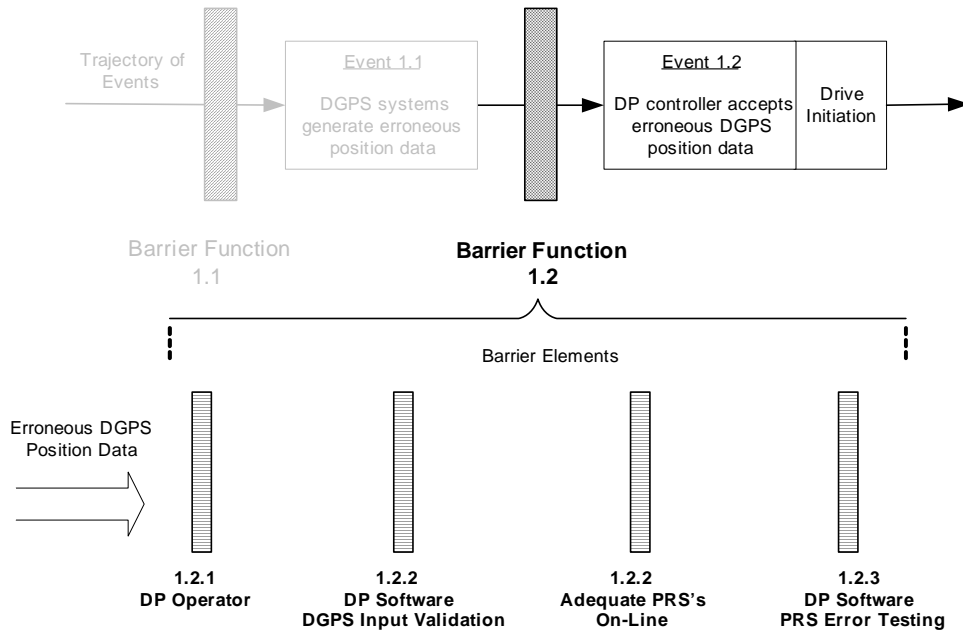 Trajectory of
Events
Event 1.1
DGPS systems
generate erroneous
position data
Event 1.2
DP controller accepts
erroneous DGPS
position data
Drive
Initiation
Barrier Function
1.1
Barrier Function
1.2
Barrier Elements
Erroneous DGPS
Position Data
1.2.1
DP Operator
1.2.2
DP Software
DGPS Input Validation
1.2.2
Adequate PRS's
On-Line
1.2.3
DP Software
PRS Error Testing